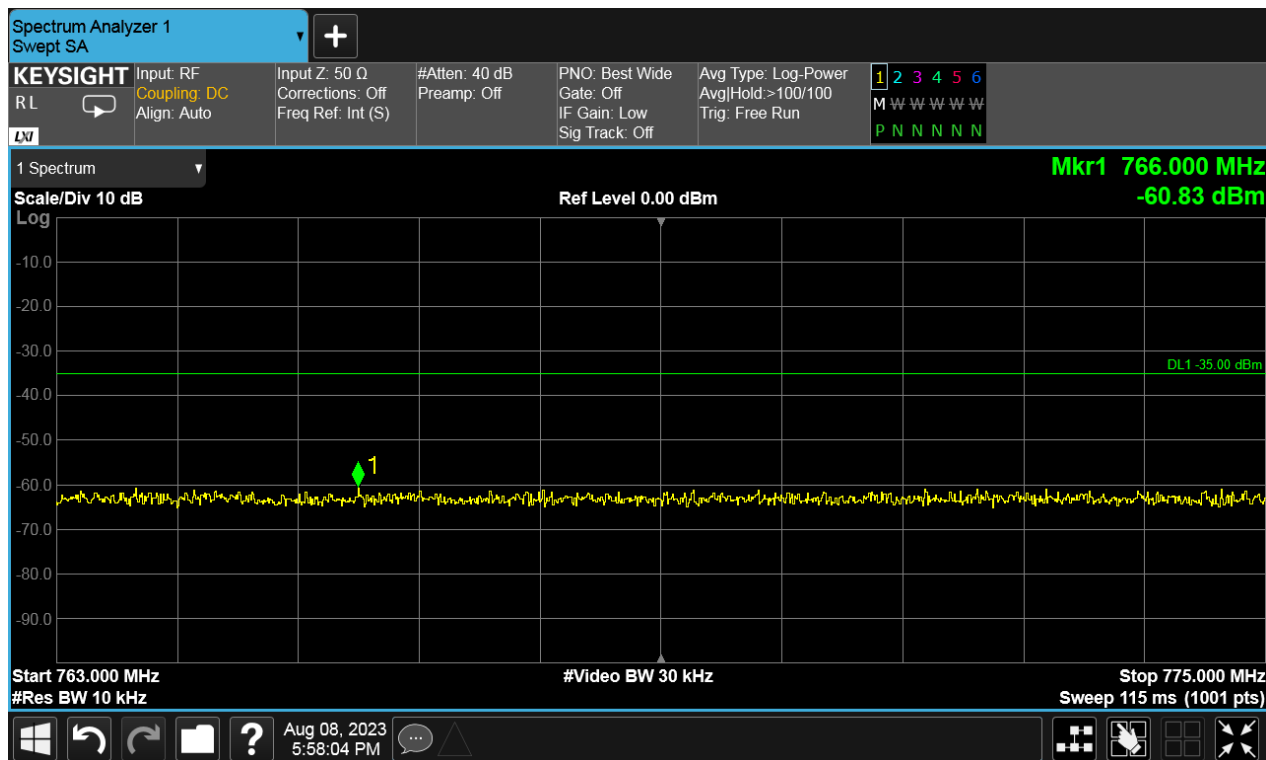 Spectrum Analyzer 1
Swept SA
KEYSIGHT
R L
LXI
Input: RF
Coupling: DC
Align: Auto
Input Z: 50 Ω
Corrections: Off
Freq Ref: Int (S)
#Atten: 40 dB
Preamp: Off
PNO: Best Wide
Gate: Off
IF Gain: Low
Sig Track: Off
Avg Type: Log-Power
Avg|Hold:>100/100
Trig: Free Run
1 2 3 4 5 6
M W W W W W
P N N N N N
1 Spectrum
Mkr1 766.000 MHz
-60.83 dBm
Scale/Div 10 dB
Ref Level 0.00 dBm
Log
-10.0
-20.0
-30.0
DL1 -35.00 dBm
-40.0
-50.0
1
-60.0
-70.0
-80.0
-90.0
Start 763.000 MHz
#Video BW 30 kHz
Stop 775.000 MHz
#Res BW 10 kHz
Sweep 115 ms (1001 pts)
?
Aug 08, 2023
5:58:04 PM